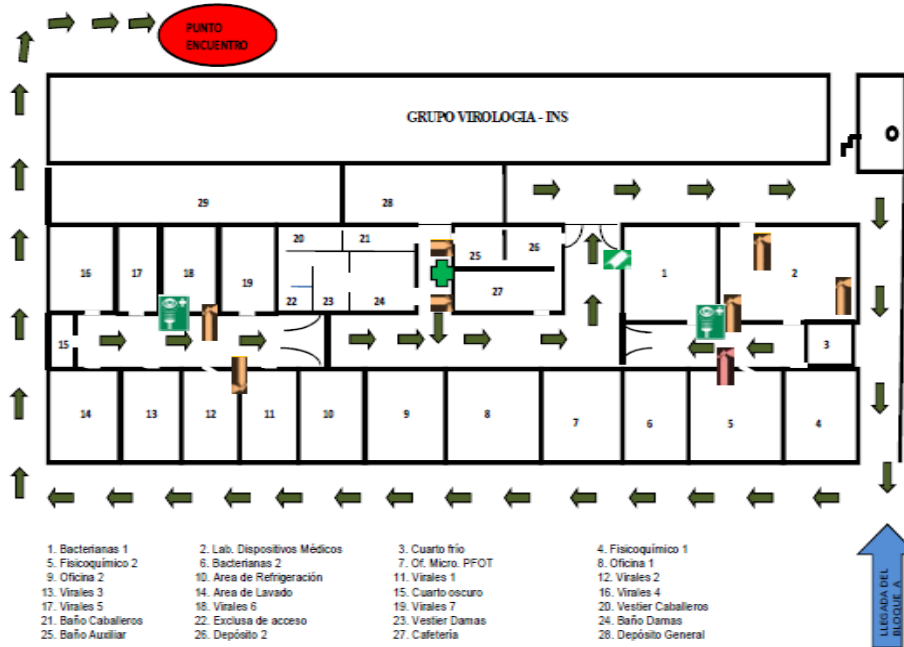 PUNTO
ENCUENTRO
GRUPO VIROLOGIA - INS
29
28
20
21
25
26
16
17
18
19
1
2
27
22
23
24
15
3
14
13
12
11
10
9
8
7
6
5
4
1. Bacterianas 1 2. Lab. Dispositivos Médicos 3. Cuarto frío 4. Fisicoquímico 1
5. Fisicoquímico 2 6. Bacterianas 2 7. Of. Micro. PFOT 8. Oficina 1
9. Oficina 2 10. Area de Refrigeración 11. Virales 1 12. Virales 2
13. Virales 3 14. Area de Lavado 15. Cuarto oscuro 16. Virales 4
17. Virales 5 18. Virales 6 19. Virales 7 20. Vestier Caballeros
21. Baño Caballeros 22. Exclusa de acceso 23. Vestier Damas 24. Baño Damas
25. Baño Auxiliar 26. Depósito 2 27. Cafetería 28. Depósito General
LLEGADA DEL
BLOQUE A